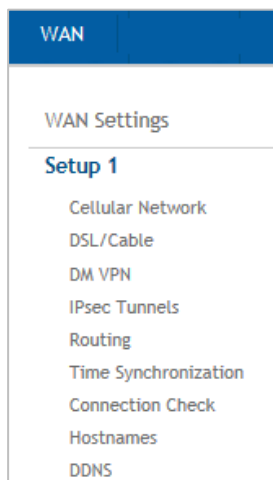 WAN
WAN Settings
Setup 1
Cellular Network
DSL/Cable
DM VPN
IPsec Tunnels
Routing
Time Synchronization
Connection Check
Hostnames
DDNS